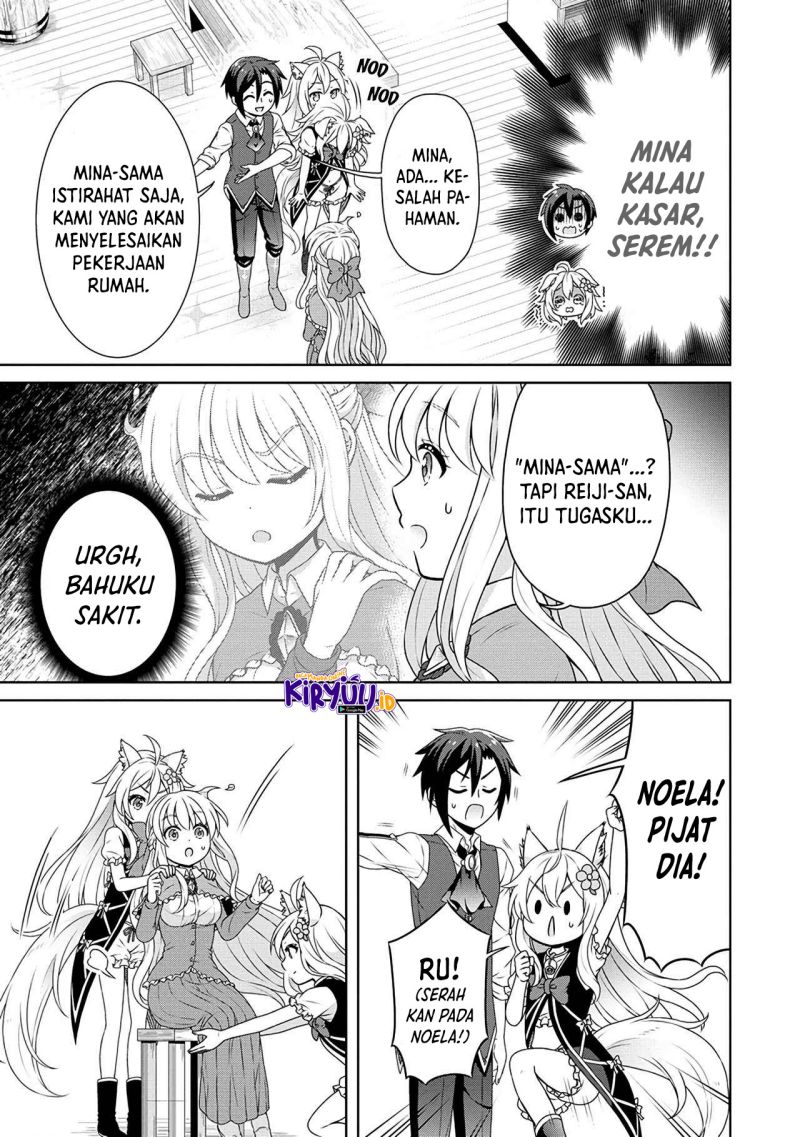 MINA
KALAU
KASAR,
SEREM!!
NOD
NOD
MINA,
ADA... KE-
SALAH PA-
HAMAN.
MINA-SAMA
ISTIRAHAT SAJA,
KAMI YANG AKAN
MENYELESAIKAN
PEKERJAAN
RUMAH.
"MINA-SAMA"...?
TAPI REIJI-SAN,
ITU TUGASKU...
URGH,
BAHUKU
SAKIT.
KIRYUU.ID
NOELA!
PIJAT
DIA!
RU!
(SERAH
KAN PADA
NOELA!)